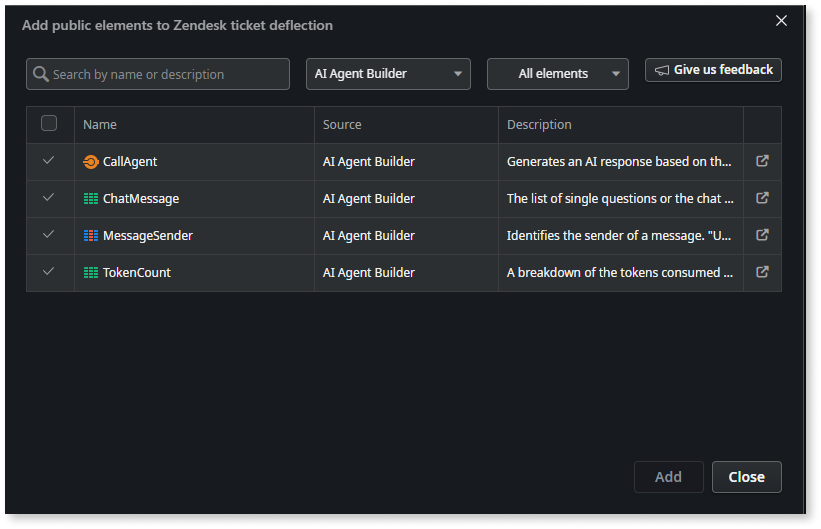 Add public elements to Zendesk ticket deflection
Search by name or description
AI Agent Builder
All elements
Give us feedback
Name Source Description
CallAgent AI Agent Builder Generates an AI response based on th...
ChatMessage AI Agent Builder The list of single questions or the chat ...
MessageSender AI Agent Builder Identifies the sender of a message. "U...
TokenCount AI Agent Builder A breakdown of the tokens consumed ...
Add Close